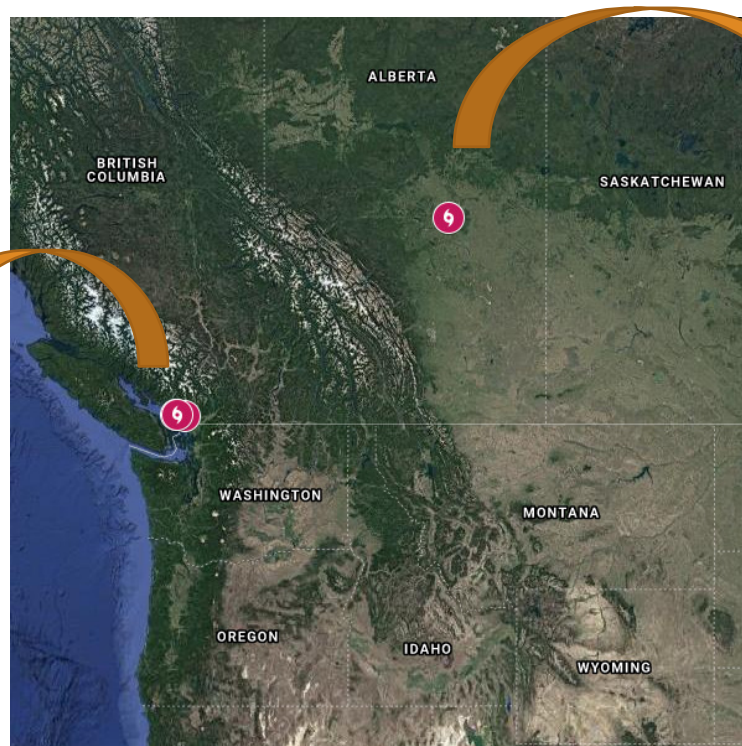 ALBERTA
BRITISH
COLUMBIA
SASKATCHEWAN
WASHINGTON
MONTANA
OREGON
IDAHO
WYOMING